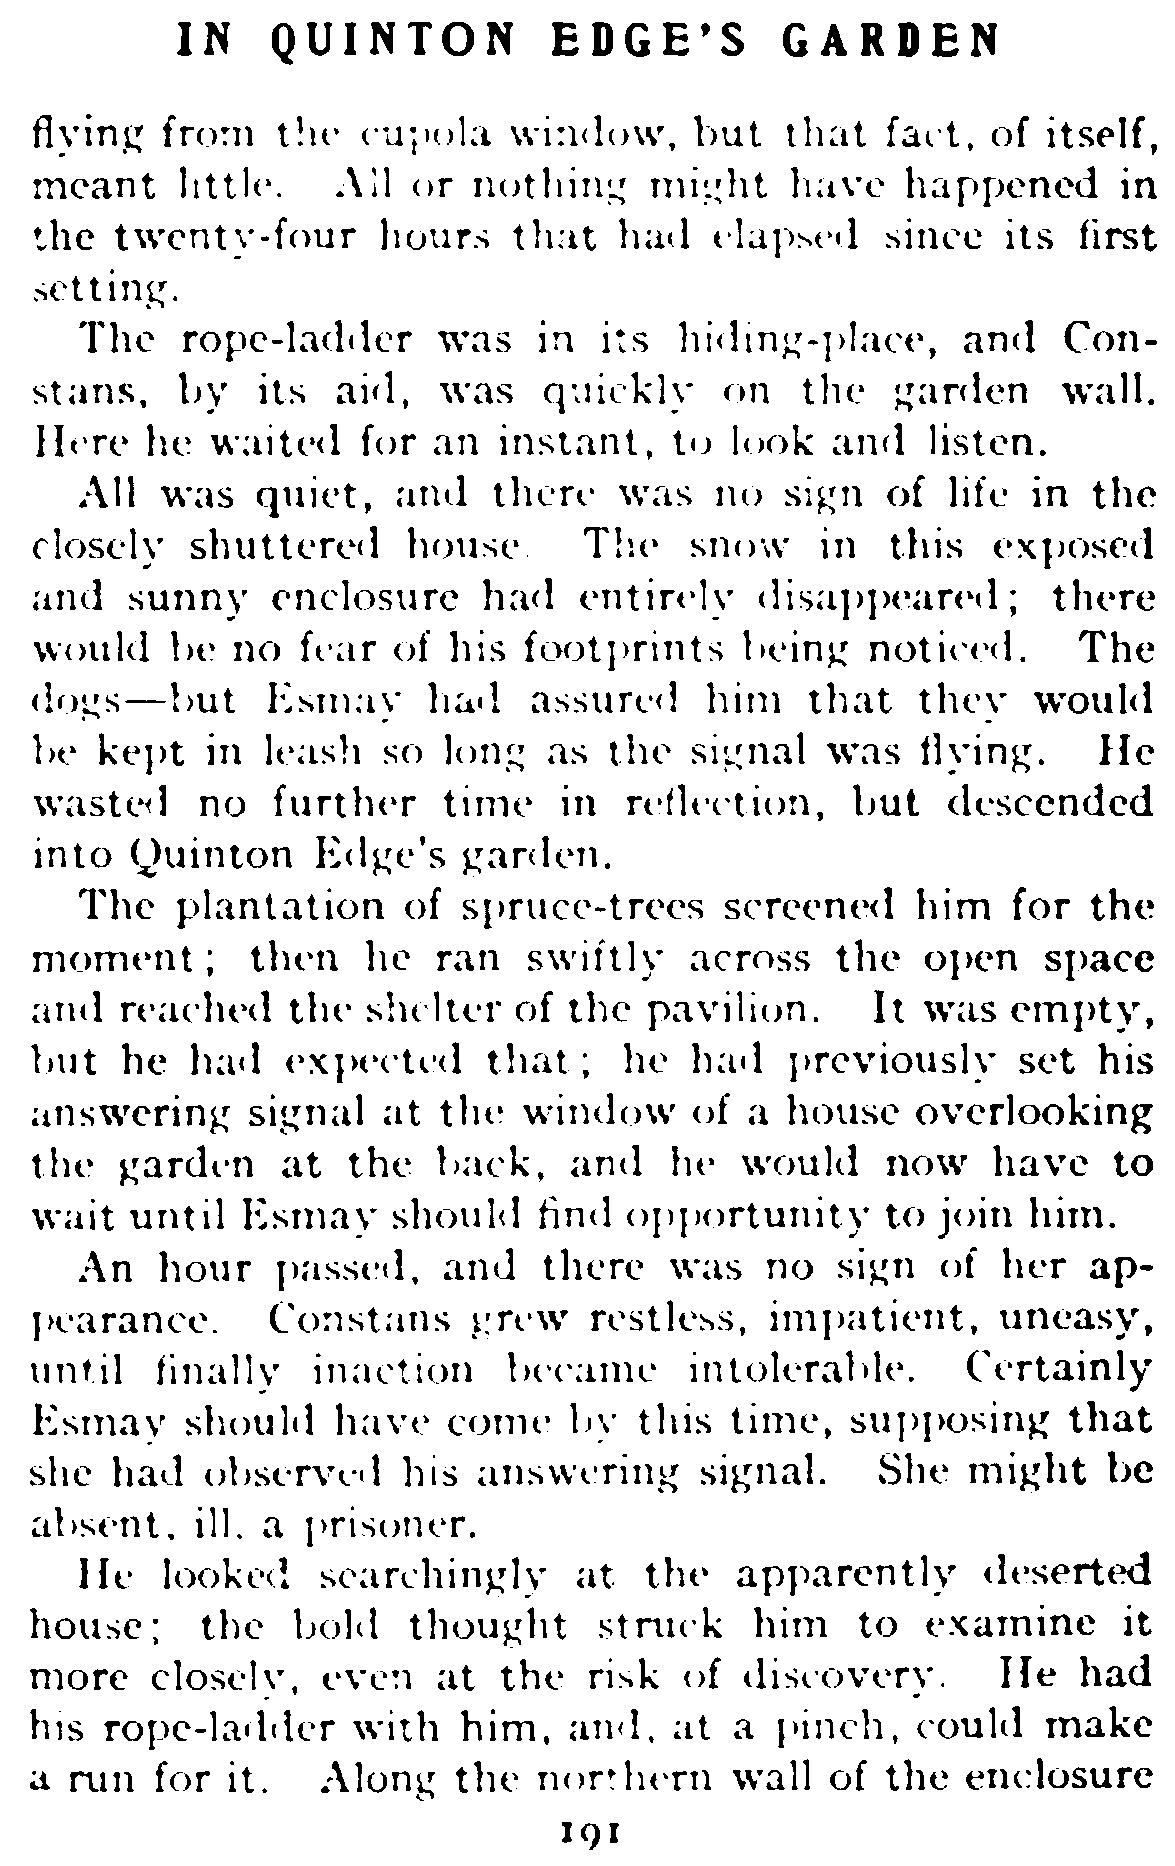 IN QUINTON EDGE'S GARDEN
flying from the cupola window, but that fact, of itself,
meant little. All or nothing might have happened in
the twenty-four hours that had elapsed since its first
setting.
The rope-ladder was in its hiding-place, and Con-
stans, by its aid, was quickly on the garden wall.
Here he waited for an instant, to look and listen.
All was quiet, and there was no sign of life in the
closely shuttered house. The snow in this exposed
and sunny enclosure had entirely disappeared; there
would be no fear of his footprints being noticed. The
dogs—but Esmay had assured him that they would
be kept in leash so long as the signal was flying. He
wasted no further time in reflection, but descended
into Quinton Edge's garden.
The plantation of spruce-trees screened him for the
moment; then he ran swiftly across the open space
and reached the shelter of the pavilion. It was empty,
but he had expected that; he had previously set his
answering signal at the window of a house overlooking
the garden at the back, and he would now have to
wait until Esmay should find opportunity to join him.
An hour passed, and there was no sign of her ap-
pearance. Constans grew restless, impatient, uneasy,
until finally inaction became intolerable. Certainly
Esmay should have come by this time, supposing that
she had observed his answering signal. She might be
absent, ill, a prisoner.
He looked searchingly at the apparently deserted
house; the bold thought struck him to examine it
more closely, even at the risk of discovery. He had
his rope-ladder with him, and, at a pinch, could make
a run for it. Along the northern wall of the enclosure
191